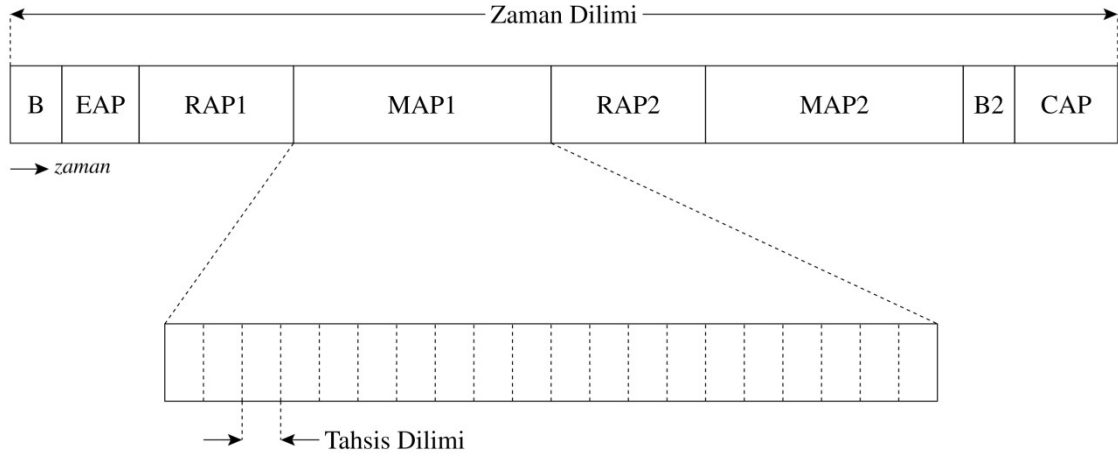 Zaman Dilimi
B EAP RAP1 MAP1 RAP2 MAP2 B2 CAP
zaman
Tahsis Dilimi